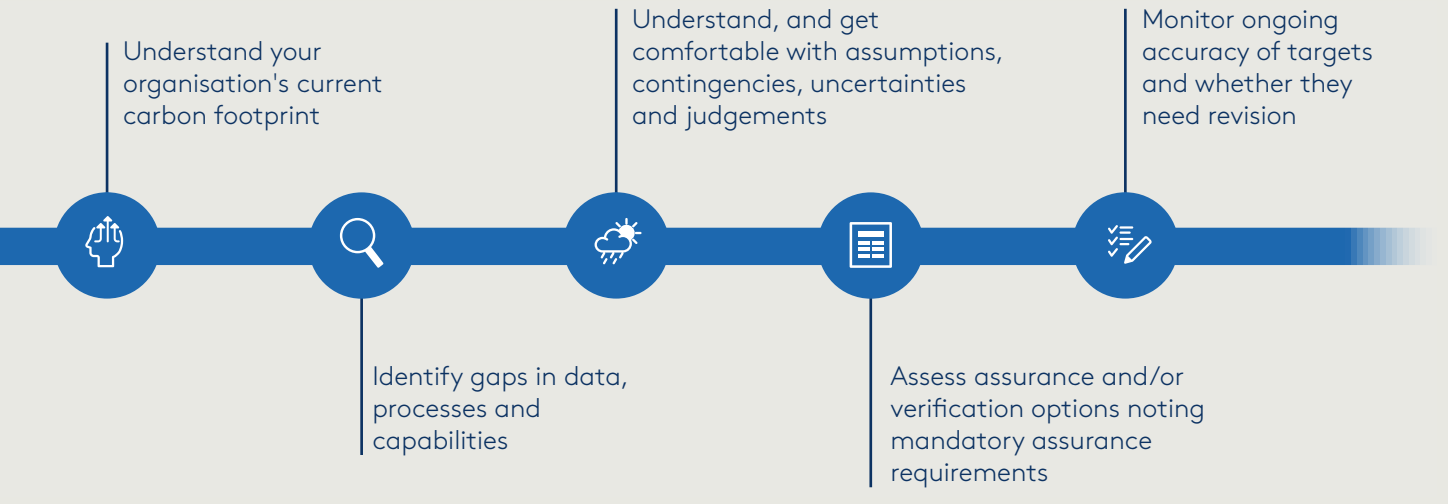 Understand your
organisation's current
carbon footprint
Identify gaps in data,
processes and
capabilities
Understand, and get
comfortable with assumptions,
contingencies, uncertainties
and judgements
Assess assurance and/or
verification options noting
mandatory assurance
requirements
Monitor ongoing
accuracy of targets
and whether they
need revision